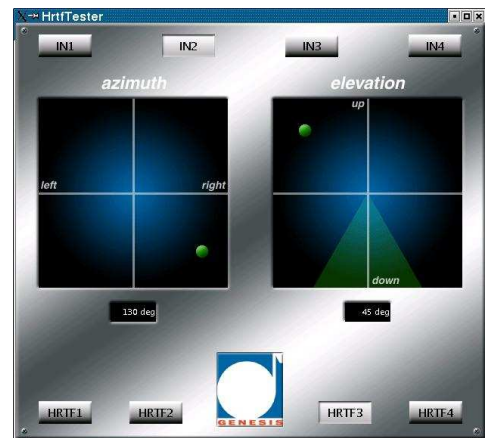 HrtfTester
IN1 IN2 IN3 IN4
azimuth elevation
up
left right
down
130 deg 45 deg
GENESIS
HRTF1 HRTF2 HRTF3 HRTF4